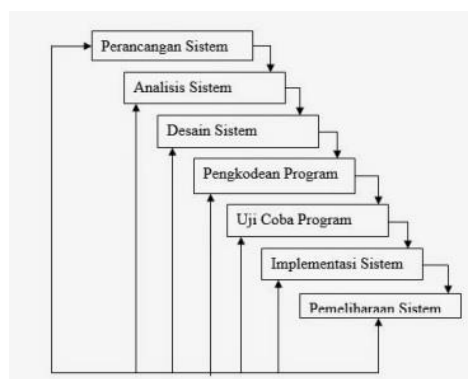 Perancangan Sistem
Analisis Sistem
Desain Sistem
Pengkodean Program
Uji Coba Program
Implementasi Sistem
Pemeliharaan Sistem